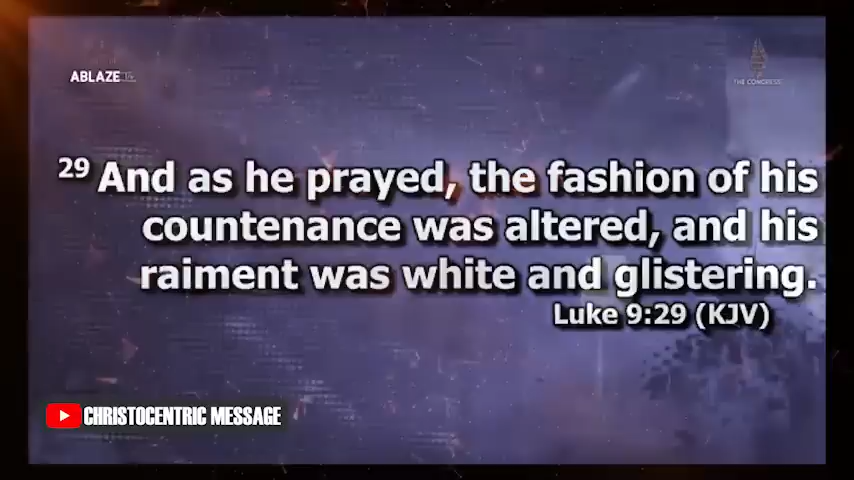 ABLAZE
THE CONGRESS
29 And as he prayed, the fashion of his
countenance was altered, and his
raiment was white and glistering.
Luke 9:29 (KJV)
CHRISTOCENTRIC MESSAGE